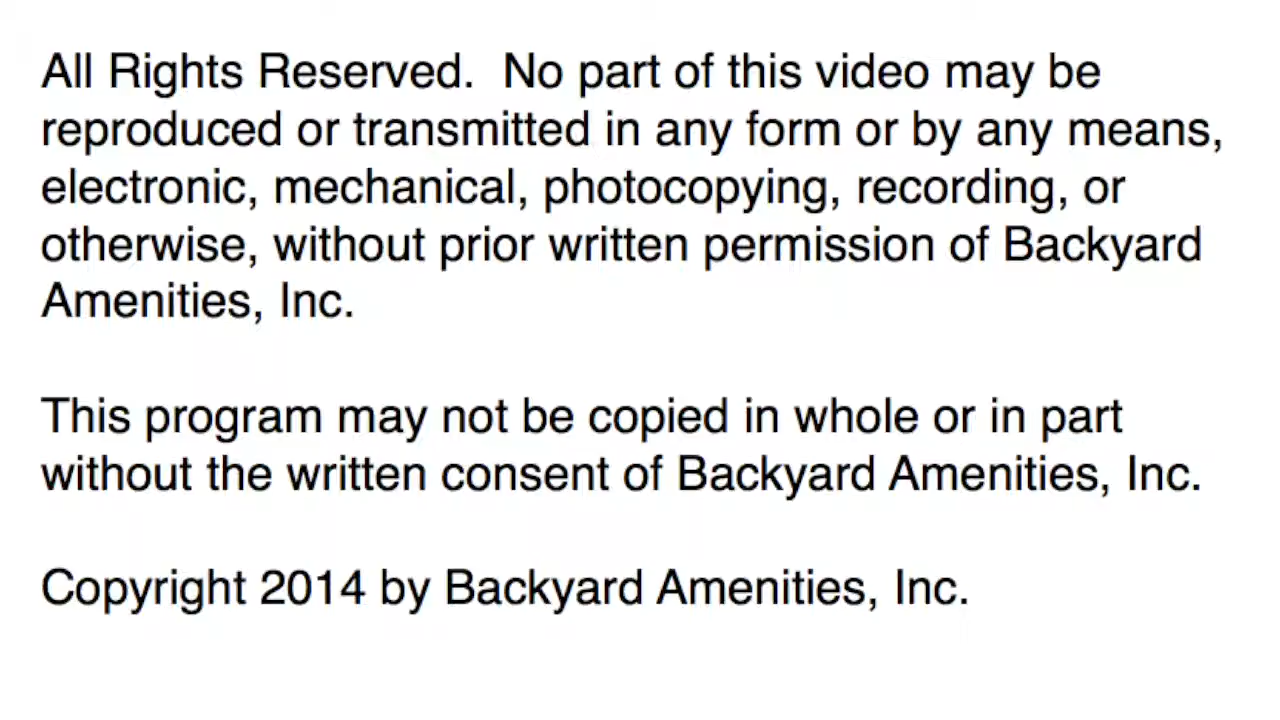 All Rights Reserved.  No part of this video may be
reproduced or transmitted in any form or by any means,
electronic, mechanical, photocopying, recording, or
otherwise, without prior written permission of Backyard
Amenities, Inc.
This program may not be copied in whole or in part
without the written consent of Backyard Amenities, Inc.
Copyright 2014 by Backyard Amenities, Inc.